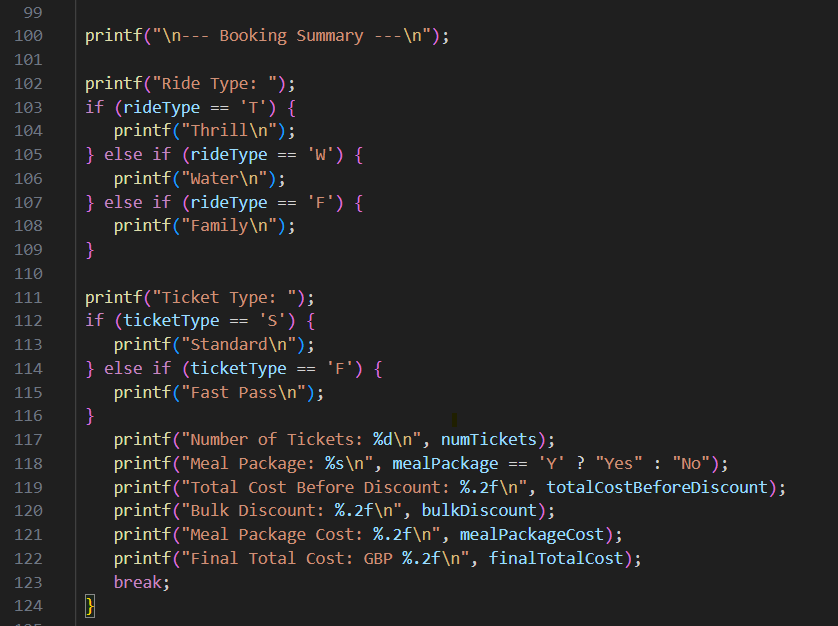 99
100 printf("\n--- Booking Summary ---\n");
101
102 printf("Ride Type: ");
103 if (rideType == 'T') {
104 printf("Thrill\n");
105 } else if (rideType == 'W') {
106 printf("Water\n");
107 } else if (rideType == 'F') {
108 printf("Family\n");
109 }
110
111 printf("Ticket Type: ");
112 if (ticketType == 'S') {
113 printf("Standard\n");
114 } else if (ticketType == 'F') {
115 printf("Fast Pass\n");
116 }
117 printf("Number of Tickets: %d\n", numTickets);
118 printf("Meal Package: %s\n", mealPackage == 'Y' ? "Yes" : "No");
119 printf("Total Cost Before Discount: %.2f\n", totalCostBeforeDiscount);
120 printf("Bulk Discount: %.2f\n", bulkDiscount);
121 printf("Meal Package Cost: %.2f\n", mealPackageCost);
122 printf("Final Total Cost: GBP %.2f\n", finalTotalCost);
123 break;
124 }